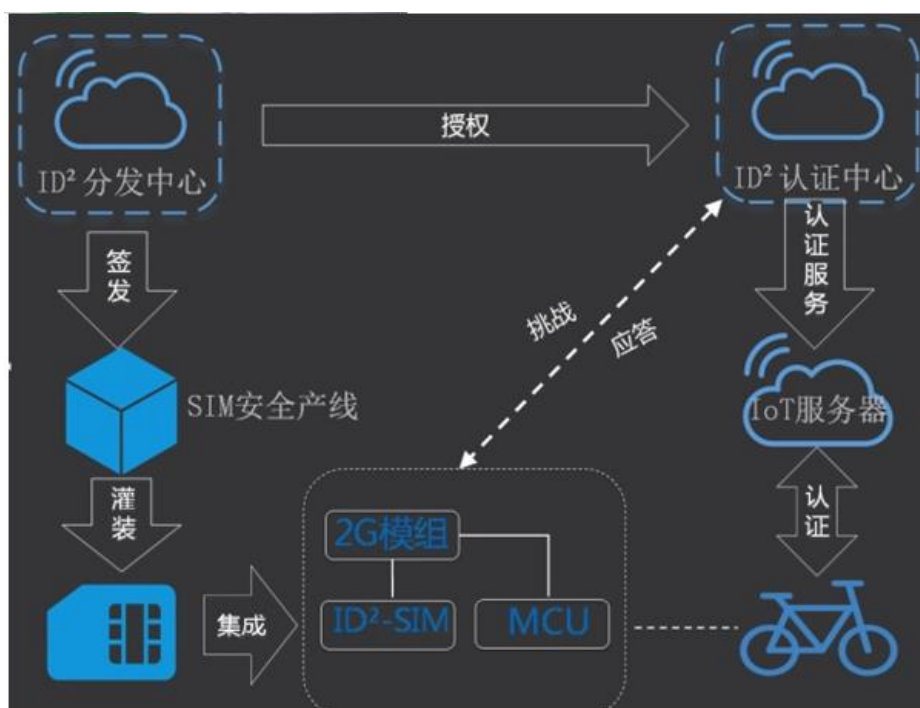 ID² 分发中心
授权
ID² 认证中心
签发
认证服务
挑战
应答
SIM安全产线
IoT服务器
灌装
认证
2G模组
ID²-SIM
MCU
集成